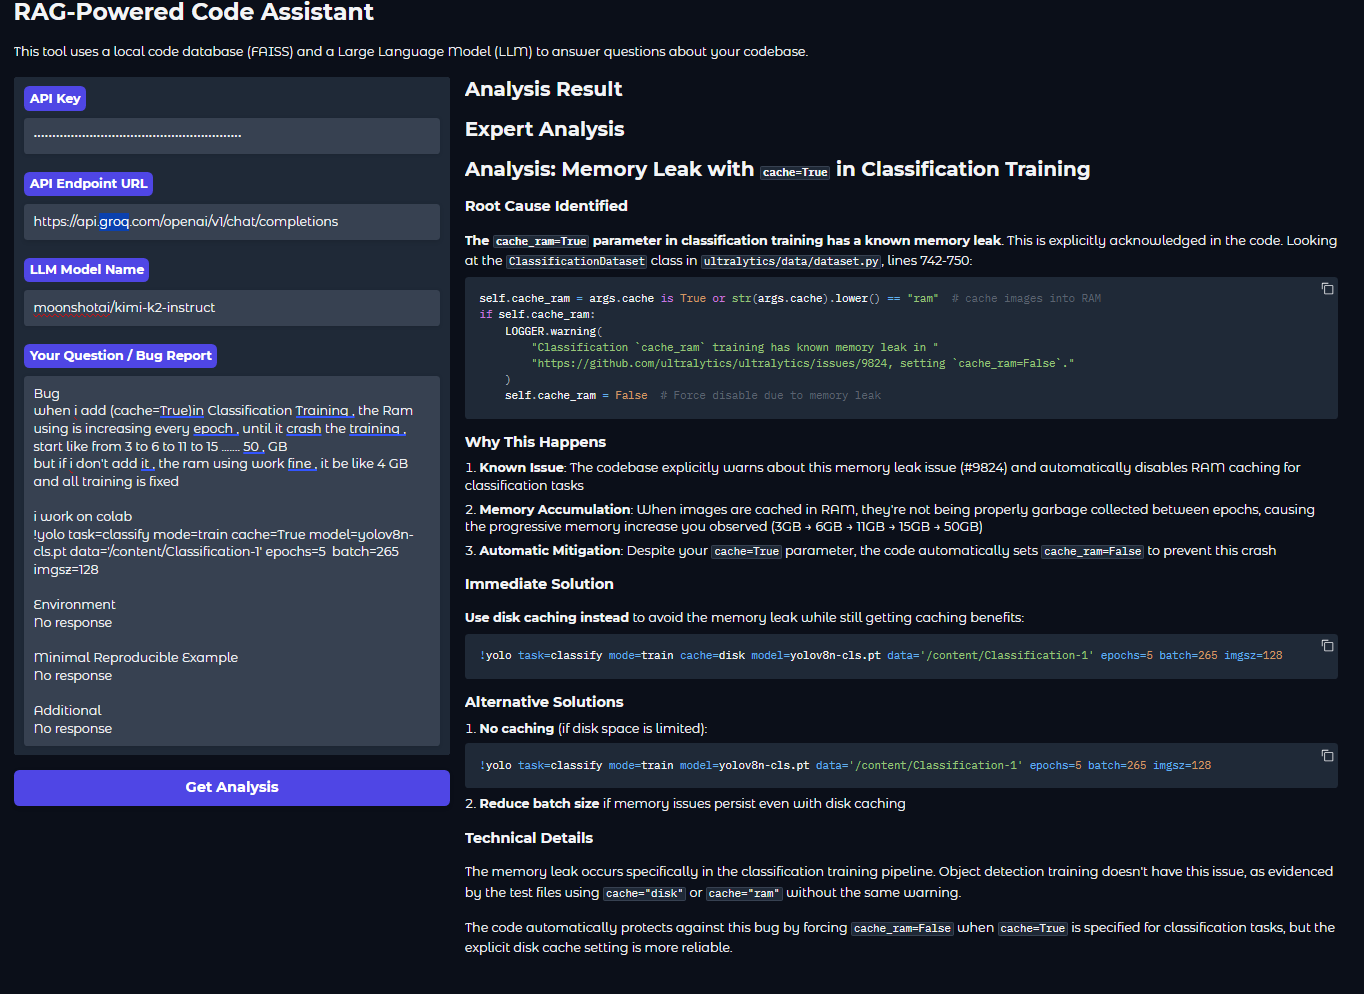 RAG-Powered Code Assistant
This tool uses a local code database (FAISS) and a Large Language Model (LLM) to answer questions about your codebase.
API Key
API Endpoint URL
https://api.groq.com/openai/v1/chat/completions
LLM Model Name
moonshotai/kimi-k2-instruct
Your Question / Bug Report
Bug
when i add (cache=True)in Classification Training , the Ram
using is increasing every epoch , until it crash the training ,
start like from 3 to 6 to 11 to 15 ....... 50 , GB
but if i don't add it , the ram using work fine , it be like 4 GB
and all training is fixed
i work on colab
!yolo task=classify mode=train cache=True model=yolov8n-
cls.pt data='/content/Classification-1' epochs=5  batch=265
imgsz=128
Environment
No response
Minimal Reproducible Example
No response
Additional
No response
Get Analysis
Analysis Result
Expert Analysis
Analysis: Memory Leak with cache=True in Classification Training
Root Cause Identified
The cache_ram=True parameter in classification training has a known memory leak. This is explicitly acknowledged in the code. Looking
at the ClassificationDataset class in ultralytics/data/dataset.py, lines 742-750:
self.cache_ram = args.cache is True or str(args.cache).lower() == "ram"  # cache images into RAM
if self.cache_ram:
    LOGGER.warning(
        "Classification `cache_ram` training has known memory leak in "
        "https://github.com/ultralytics/ultralytics/issues/9824, setting `cache_ram=False`."
    )
    self.cache_ram = False  # Force disable due to memory leak
Why This Happens
1. Known Issue: The codebase explicitly warns about this memory leak issue (#9824) and automatically disables RAM caching for
classification tasks
2. Memory Accumulation: When images are cached in RAM, they're not being properly garbage collected between epochs, causing
the progressive memory increase you observed (3GB → 6GB → 11GB → 15GB → 50GB)
3. Automatic Mitigation: Despite your cache=True parameter, the code automatically sets cache_ram=False to prevent this crash
Immediate Solution
Use disk caching instead to avoid the memory leak while still getting caching benefits:
!yolo task=classify mode=train cache=disk model=yolov8n-cls.pt data='/content/Classification-1' epochs=5 batch=265 imgsz=128
Alternative Solutions
1. No caching (if disk space is limited):
!yolo task=classify mode=train model=yolov8n-cls.pt data='/content/Classification-1' epochs=5 batch=265 imgsz=128
2. Reduce batch size if memory issues persist even with disk caching
Technical Details
The memory leak occurs specifically in the classification training pipeline. Object detection training doesn't have this issue, as evidenced
by the test files using cache="disk" or cache="ram" without the same warning.
The code automatically protects against this bug by forcing cache_ram=False when cache=True is specified for classification tasks, but the
explicit disk cache setting is more reliable.